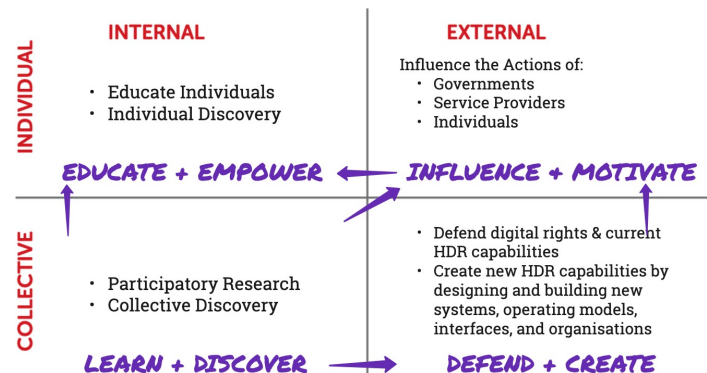 INTERNAL
EXTERNAL
INDIVIDUAL
• Educate Individuals
• Individual Discovery
EDUCATE + EMPOWER
Influence the Actions of:
• Governments
• Service Providers
• Individuals
INFLUENCE + MOTIVATE
COLLECTIVE
• Participatory Research
• Collective Discovery
LEARN + DISCOVER
• Defend digital rights & current
HDR capabilities
• Create new HDR capabilities by
designing and building new
systems, operating models,
interfaces, and organisations
DEFEND + CREATE